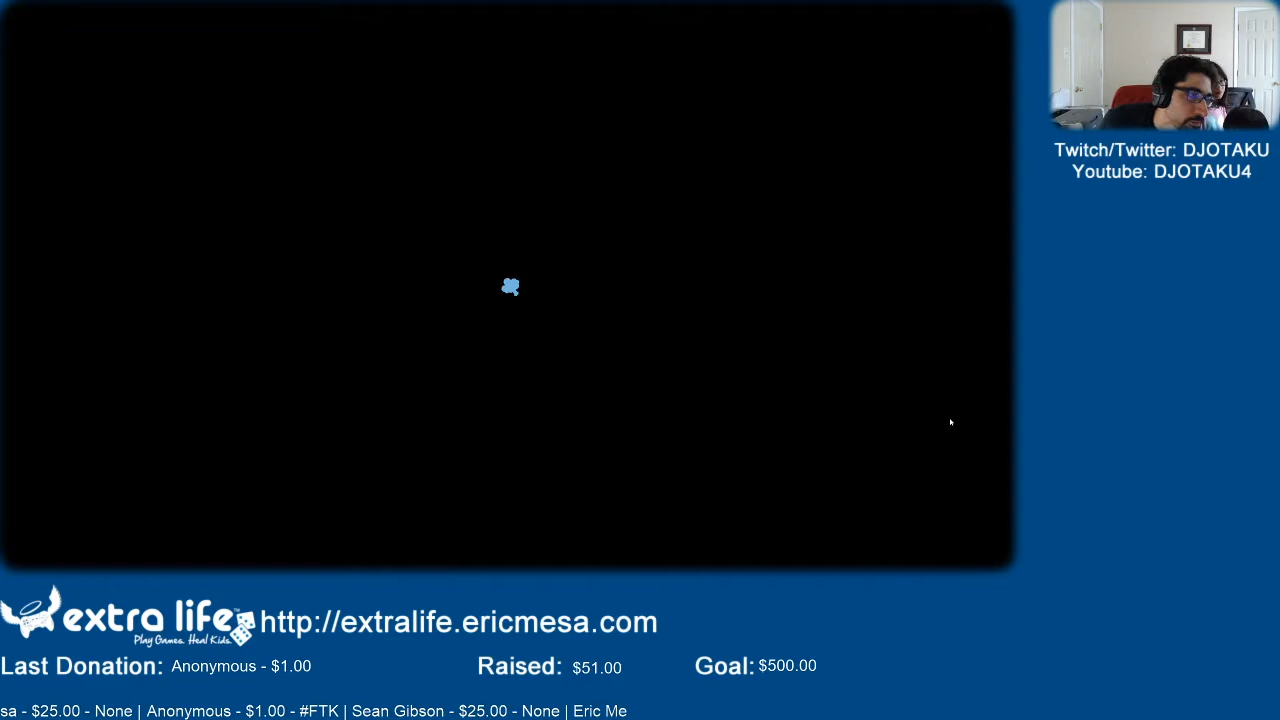 Twitch/Twitter: DJOTAKU
Youtube: DJOTAKU4
extra life
Play Games. Heal Kids.
http://extralife.ericmesa.com
Last Donation: Anonymous - $1.00 Raised: $51.00 Goal: $500.00
sa - $25.00 - None | Anonymous - $1.00 - #FTK | Sean Gibson - $25.00 - None | Eric Me